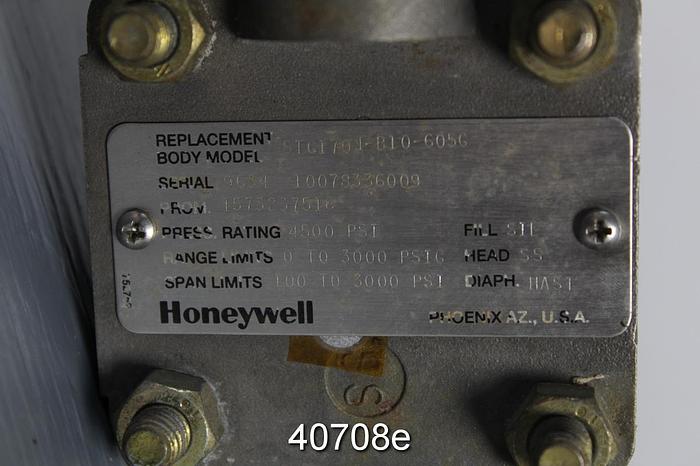 REPLACEMENT
BODY MODEL -B10-605G
SERIAL 10078336009
PROM
PRESS. RATING 4500 PSI FILL SIL
RANGE LIMITS 0 TO 3000 PSIG HEAD SS
SPAN LIMITS 100 TO 3000 PSI DIAPH. HAST
Honeywell PHOENIX AZ., U.S.A.
S
40708e